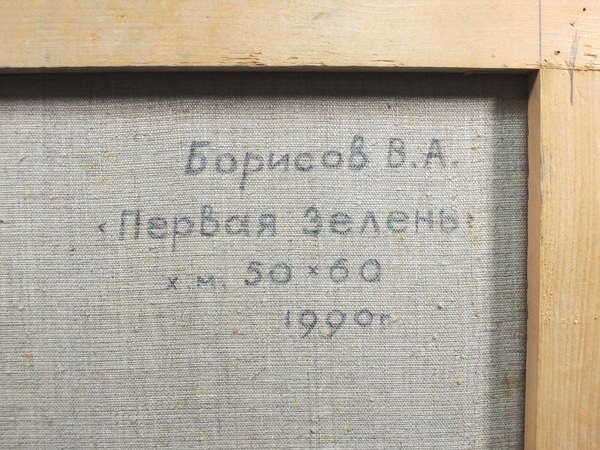 Борисов В.А.
"Первая зелень"
х.м. 50×60
1990г